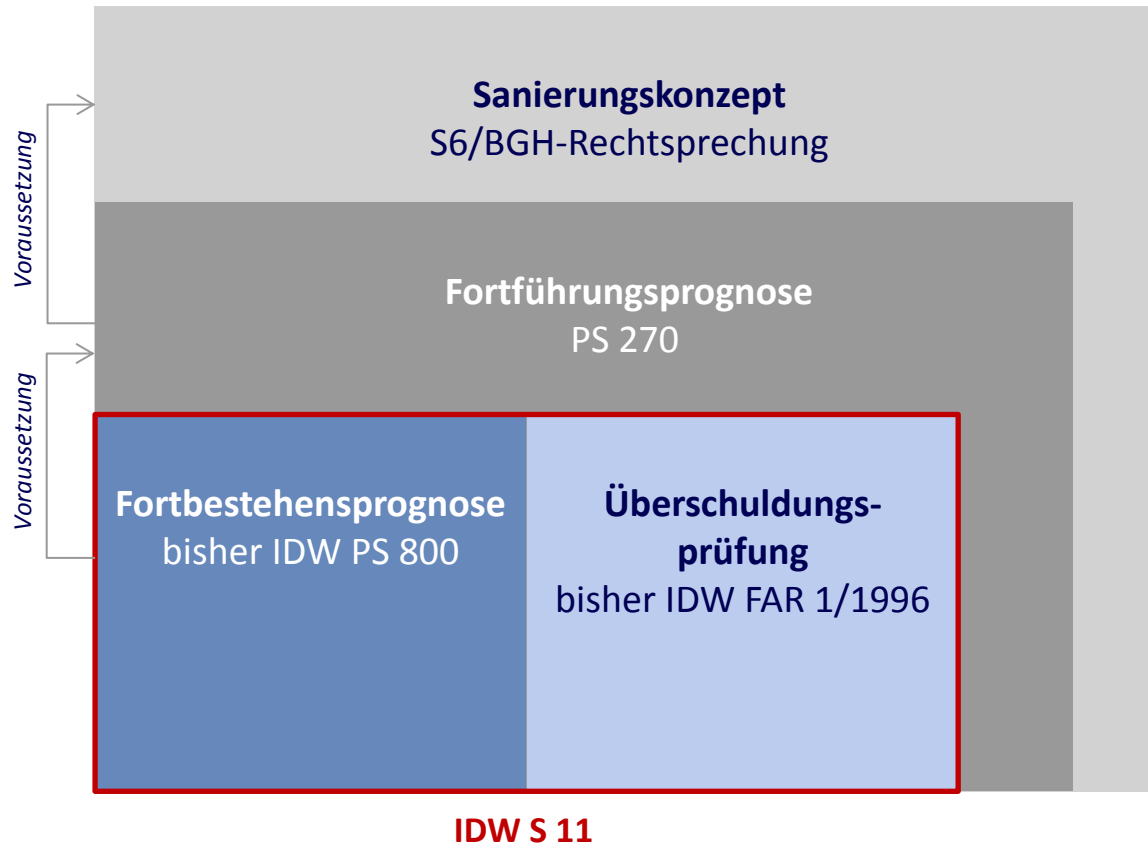 Sanierungskonzept
S6/BGH-Rechtsprechung
Voraussetzung
Fortführungsprognose
PS 270
Voraussetzung
Fortbestehensprognose
bisher IDW PS 800
Überschuldungs-
prüfung
bisher IDW FAR 1/1996
IDW S 11